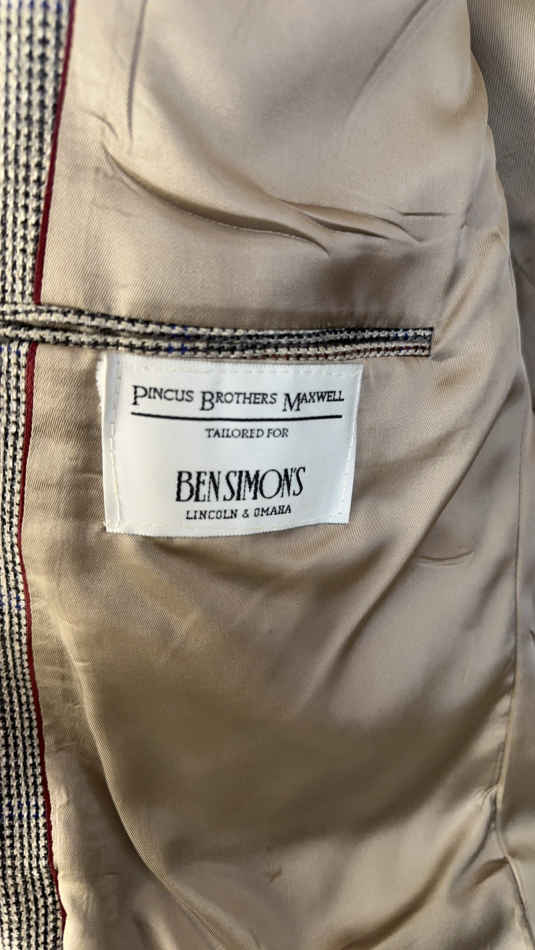 PINCUS BROTHERS MAXWELL
TAILORED FOR
BEN SIMON'S
LINCOLN & OMAHA